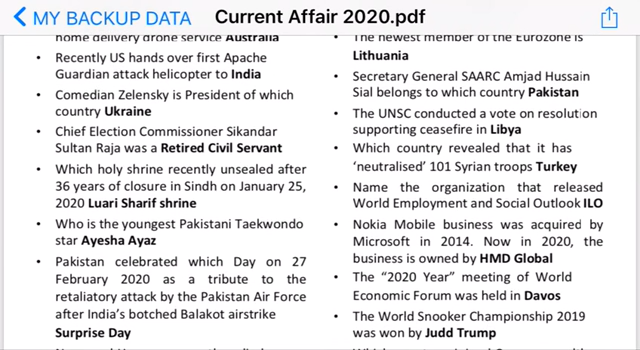 MY BACKUP DATA
Current Affair 2020.pdf
home delivery drone service Australia
• Recently US hands over first Apache
Guardian attack helicopter to India
• Comedian Zelensky is President of which
country Ukraine
• Chief Election Commissioner Sikandar
Sultan Raja was a Retired Civil Servant
• Which holy shrine recently unsealed after
36 years of closure in Sindh on January 25,
2020 Luari Sharif shrine
• Who is the youngest Pakistani Taekwondo
star Ayesha Ayaz
• Pakistan celebrated which Day on 27
February 2020 as a tribute to the
retaliatory attack by the Pakistan Air Force
after India's botched Balakot airstrike
Surprise Day
• The newest member of the Eurozone is
Lithuania
• Secretary General SAARC Amjad Hussain
Sial belongs to which country Pakistan
• The UNSC conducted a vote on resolution
supporting ceasefire in Libya
• Which country revealed that it has
'neutralised' 101 Syrian troops Turkey
• Name the organization that released
World Employment and Social Outlook ILO
• Nokia Mobile business was acquired by
Microsoft in 2014. Now in 2020, the
business is owned by HMD Global
• The "2020 Year" meeting of World
Economic Forum was held in Davos
• The World Snooker Championship 2019
was won by Judd Trump